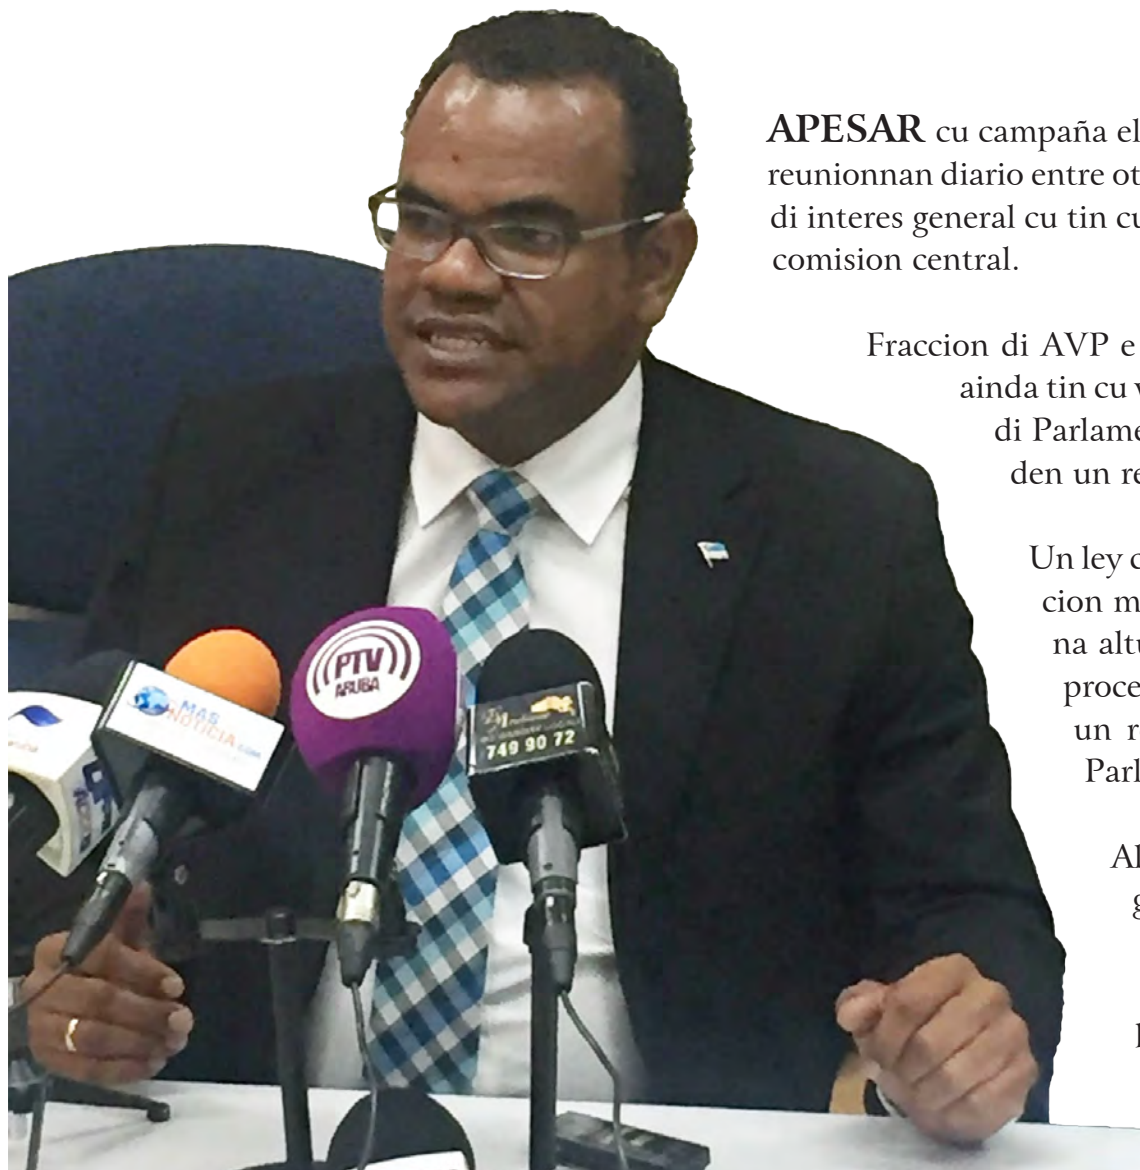 APESAR cu campaña el
reunionnan diario entre ot
di interes general cu tin cu
comision central.
Fraccion di AVP e
ainda tin cu v
di Parlame
den un re
Un ley c
cion m
na altu
proce
un r
Parl
Al
g
MAS
NOTICIA.COM
PTV
ARUBA
749 90 72